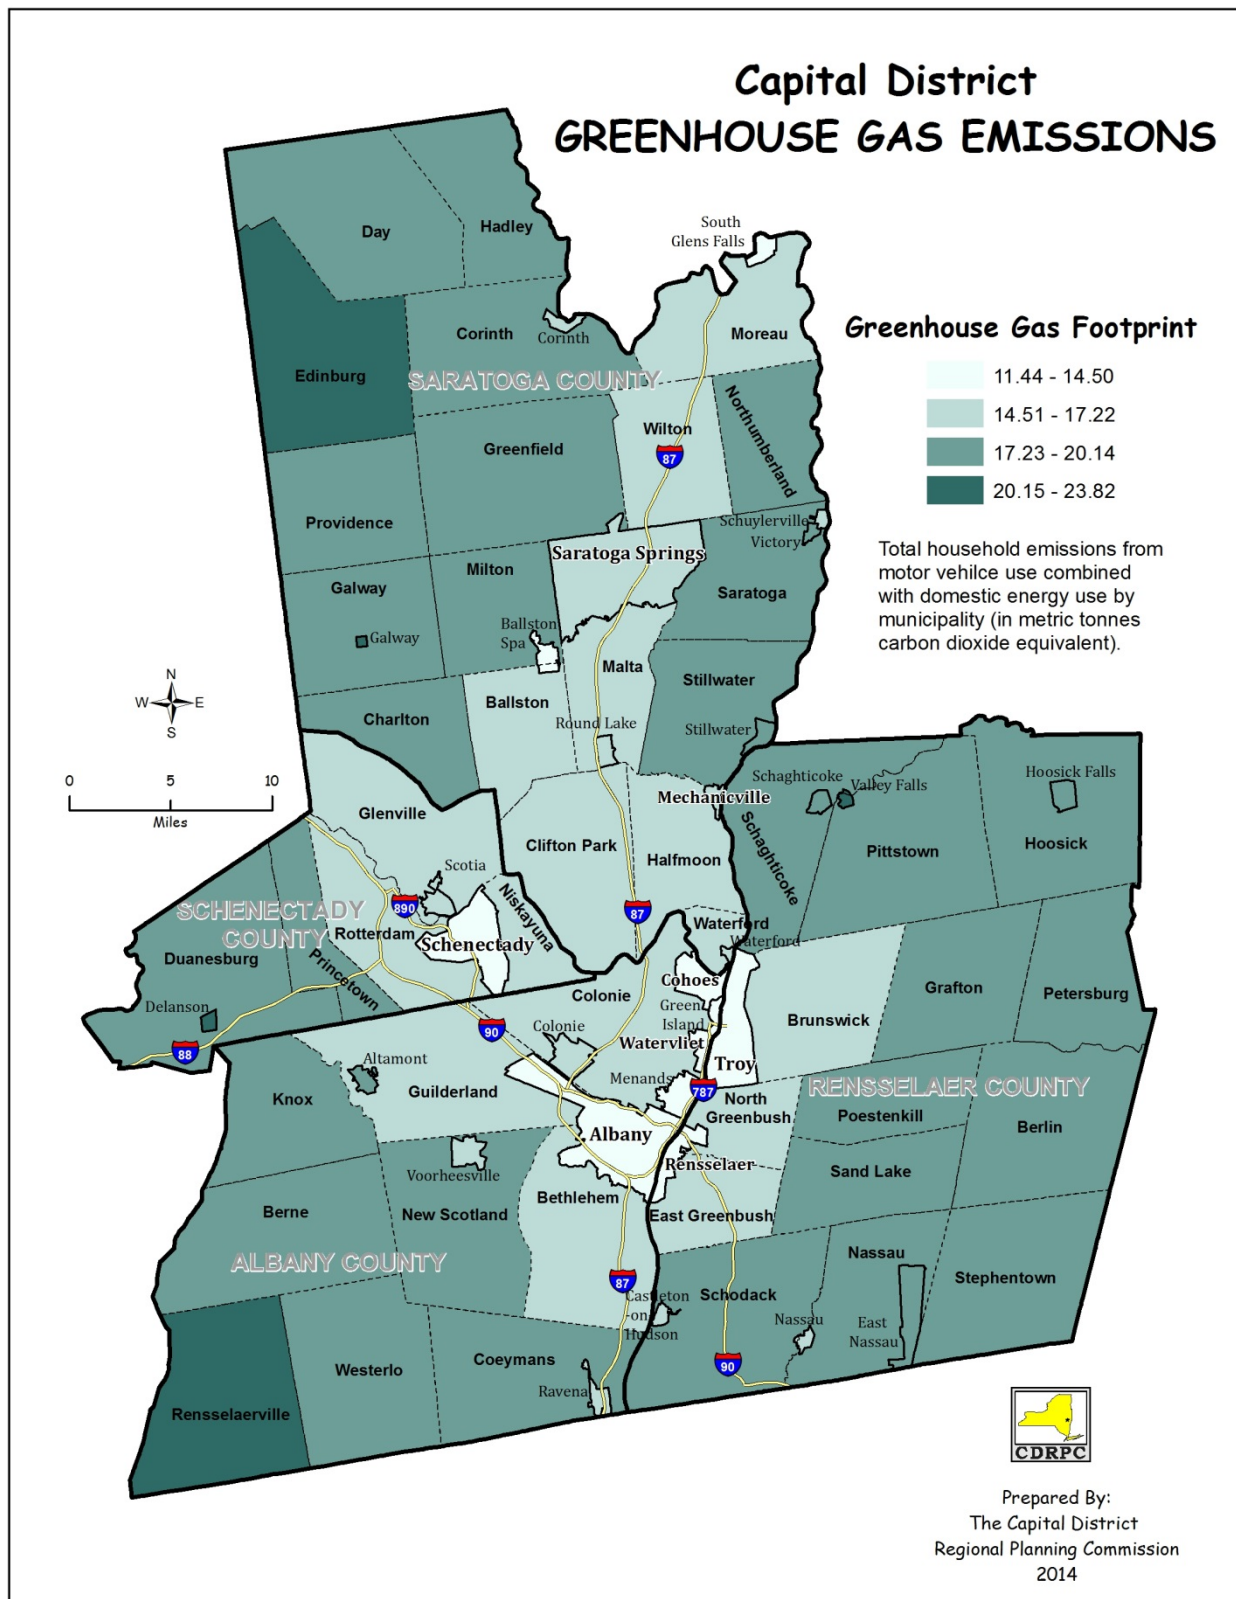 Capital District
GREENHOUSE GAS EMISSIONS
South
Glens Falls
Day
Hadley
Moreau
Corinth
Corinth
Edinburg
SARATOGA COUNTY
Northumberland
Wilton
Greenfield
87
Providence
Schuylerville
Victory
Saratoga Springs
Galway
Milton
Saratoga
Galway
Ballston
Spa
Malta
Stillwater
Ballston
Charlton
Round Lake
Stillwater
Greenhouse Gas Footprint
11.44 - 14.50
14.51 - 17.22
17.23 - 20.14
20.15 - 23.82
Total household emissions from
motor vehilce use combined
with domestic energy use by
municipality (in metric tonnes
carbon dioxide equivalent).
N
W E
S
0 5 10
Miles
Schaghticoke
Valley Falls
Hoosick Falls
Mechanicville
Glenville
Clifton Park
Halfmoon
Schaghticoke
Pittstown
Hoosick
Scotia
Niskayuna
890
87
SCHENECTADY
COUNTY
Rotterdam
Schenectady
Waterford
Waterford
Duanesburg
Princetown
Cohoes
Colonie
Grafton
Petersburg
Delanson
Green
Island
Brunswick
90
Colonie
Watervliet
88
Altamont
Troy
Menands
787
RENSSELAER COUNTY
Knox
Guilderland
North
Greenbush
Poestenkill
Berlin
Albany
Rensselaer
Sand Lake
Voorheesville
Bethlehem
Berne
New Scotland
East Greenbush
Nassau
ALBANY COUNTY
87
Stephentown
Castleton
-on-
Hudson
Schodack
Nassau
East
Nassau
Westerlo
Coeymans
90
Ravena
Rensselaerville
CDRPC
Prepared By:
The Capital District
Regional Planning Commission
2014